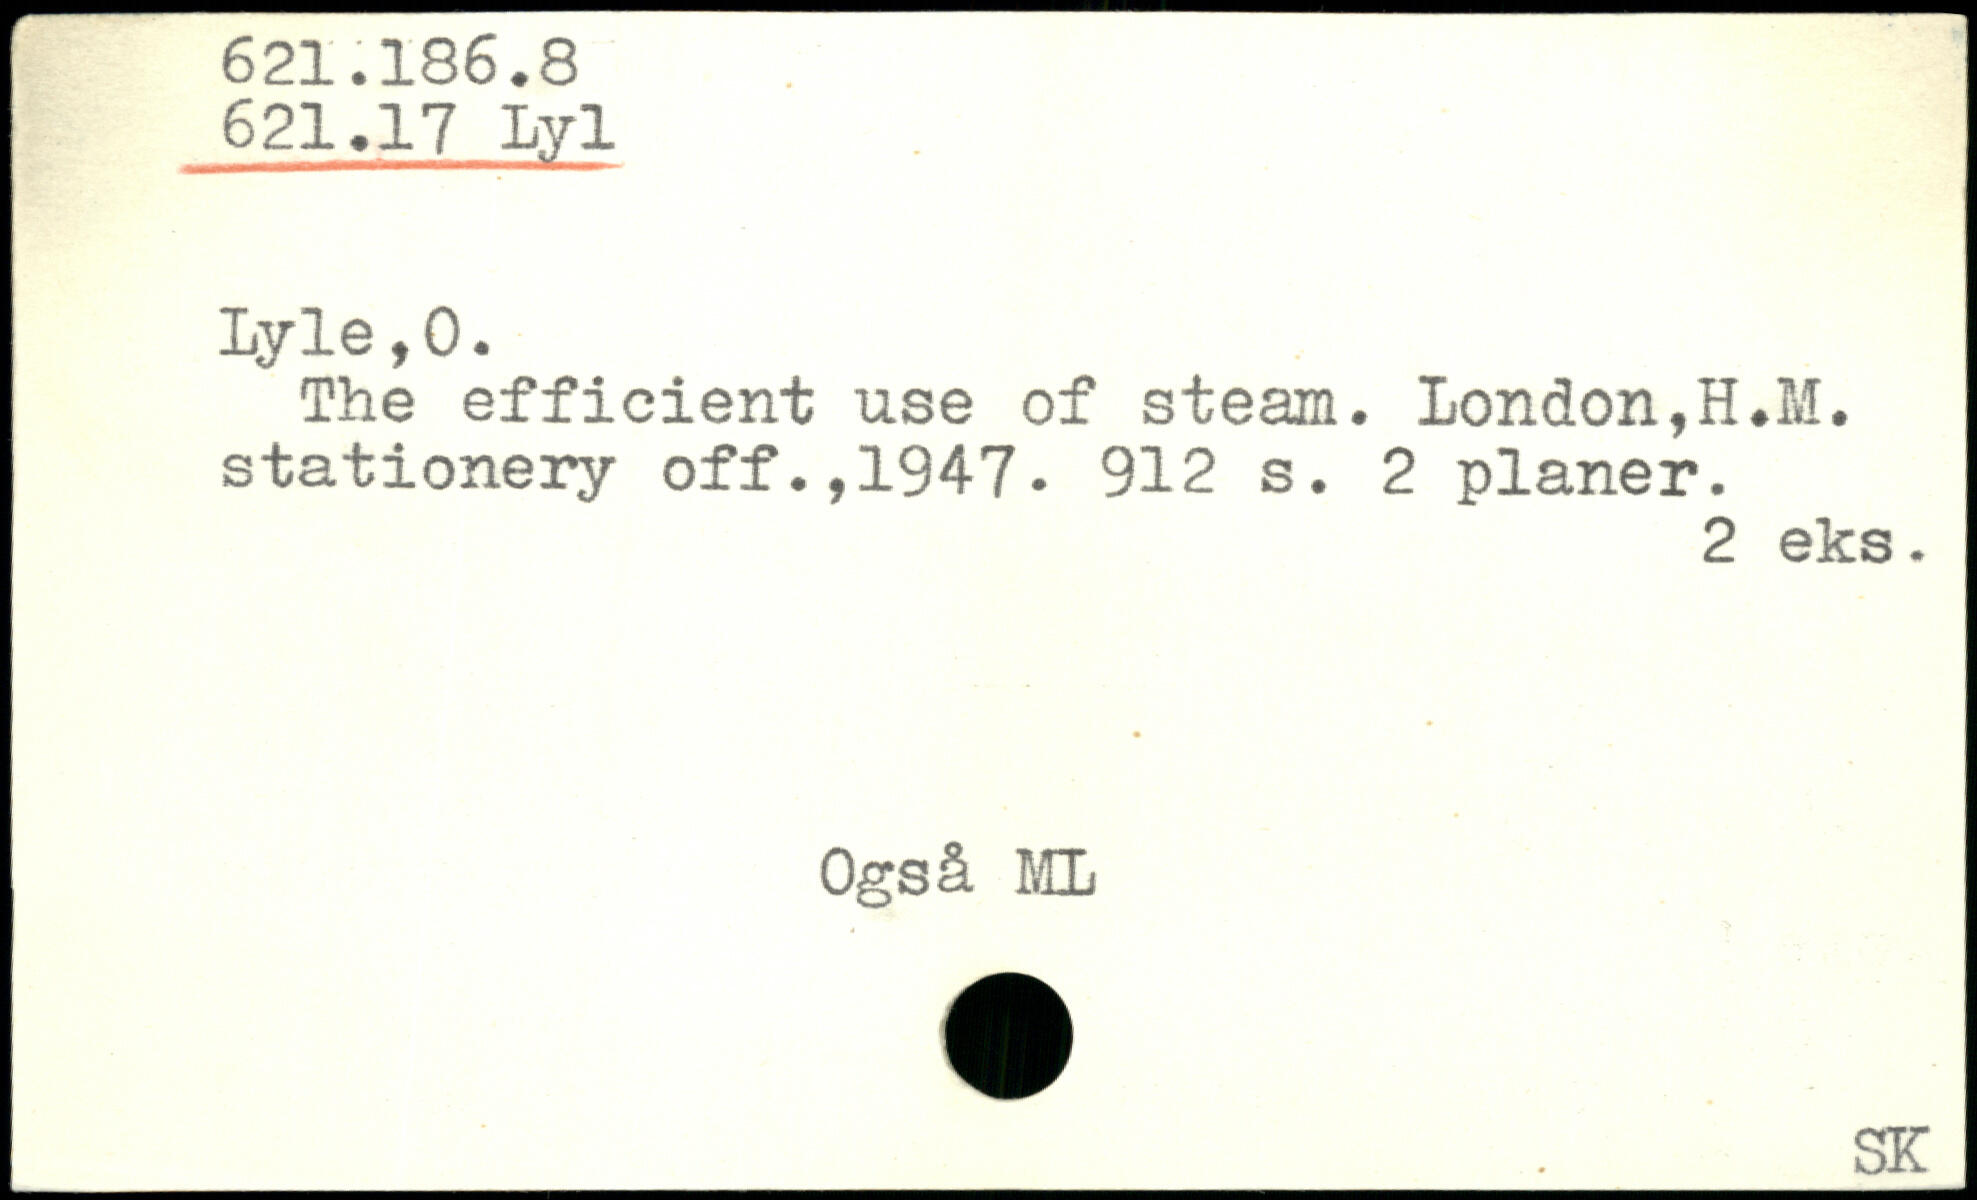 621.186.8
621.17 Lyl
Lyle,O.
The efficient use of steam. London,H.M.
stationery off.,1947. 912 s. 2 planer.
2 eks.
Også ML
SK